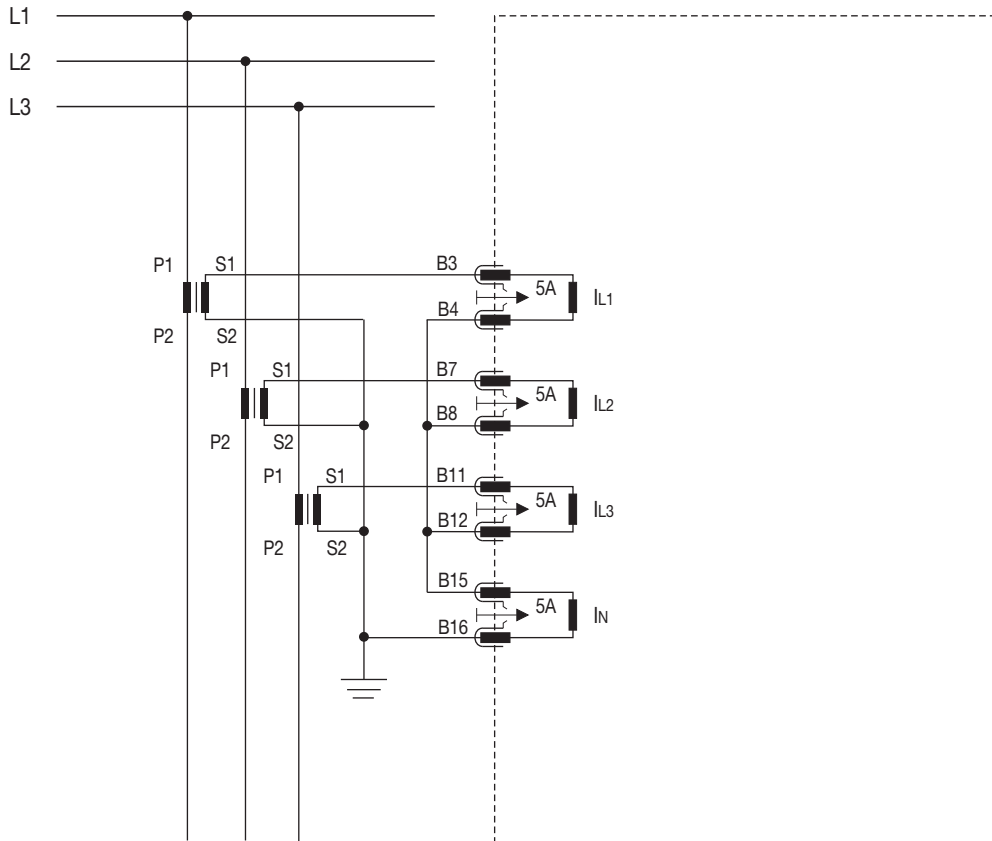 L1
L2
L3
P1 S1 B3 5A IL1
P2 S2 B4
P1 S1 B7 5A IL2
P2 S2 B8
P1 S1 B11 5A IL3
P2 S2 B12
B15 5A IN
B16